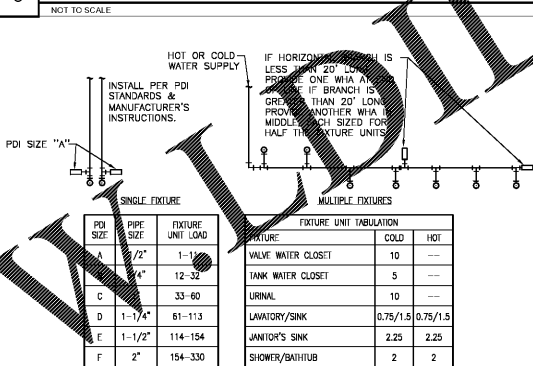 NOT TO SCALE
HOT OR COLD
WATER SUPPLY
IF HORIZONTAL BRANCH IS
LESS THAN 20' LONG
PROVIDE ONE WHA AT END
OF LINE IF BRANCH IS
GREATER THAN 20' LONG
PROVIDE ANOTHER WHA IN
MIDDLE, EACH SIZED FOR
HALF THE FIXTURE UNITS
INSTALL PER PDI
STANDARDS &
MANUFACTURER'S
INSTRUCTIONS.
PDI SIZE "A"
SINGLE FIXTURE
MULTIPLE FIXTURES
PDI SIZE PIPE SIZE FIXTURE UNIT LOAD
A 1/2" 1-11
3/4" 12-32
C 33-60
D 1-1/4" 61-113
E 1-1/2" 114-154
F 2" 154-330
FIXTURE UNIT TABULATION
FIXTURE COLD HOT
VALVE WATER CLOSET 10 ---
TANK WATER CLOSET 5 ---
URINAL 10 ---
LAVATORY/SINK 0.75/1.5 0.75/1.5
JANITOR'S SINK 2.25 2.25
SHOWER/BATHTUB 2 2